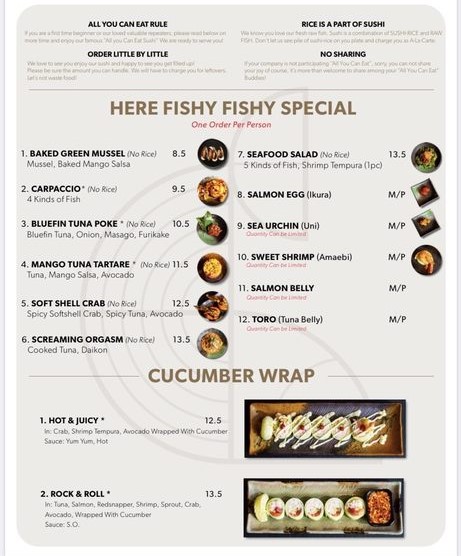 ALL YOU CAN EAT RULE
If you are a first time beginner or our loved valuable repeaters, please read below on
more time and enjoy our famous "All you Can Eat Sushi" We are ready to serve you!
ORDER LITTLE BY LITTLE
We love to see you enjoy our sushi and happy to see you get filled up!
Please be sure the amount you can handle. We will have to charge you for leftovers.
Let's not waste food!
RICE IS A PART OF SUSHI
We know you love our fresh raw fish. Sushi is a combination of SUSHI RICE and RAW
FISH. Don't let us see pile of sushi rice on you plate and charge you as A-La-Carte.
NO SHARING
If your company is not participating "All You Can Eat", sorry, you can not share
your joy of course, it's more than welcome to share among your "All You Can Eat"
Buddies!
HERE FISHY FISHY SPECIAL
One Order Per Person
1. BAKED GREEN MUSSEL (No Rice) 8.5
Mussel, Baked Mango Salsa
2. CARPACCIO * (No Rice) 9.5
4 Kinds of Fish
3. BLUEFIN TUNA POKE * (No Rice) 10.5
Bluefin Tuna, Onion, Masago, Furikake
4. MANGO TUNA TARTARE * (No Rice) 11.5
Tuna, Mango Salsa, Avocado
5. SOFT SHELL CRAB (No Rice) 12.5
Spicy Softshell Crab, Spicy Tuna, Avocado
6. SCREAMING ORGASM (No Rice) 13.5
Cooked Tuna, Daikon
7. SEAFOOD SALAD (No Rice) 13.5
5 Kinds of Fish, Shrimp Tempura (1pc)
8. SALMON EGG (Ikura) M/P
9. SEA URCHIN (Uni) M/P
Quantity Can be Limited
10. SWEET SHRIMP (Amaebi) M/P
Quantity Can be Limited
11. SALMON BELLY M/P
12. TORO (Tuna Belly) M/P
Quantity Can be Limited
CUCUMBER WRAP
1. HOT & JUICY * 12.5
In: Crab, Shrimp Tempura, Avocado Wrapped With Cucumber
Sauce: Yum Yum, Hot
2. ROCK & ROLL * 13.5
In: Tuna, Salmon, Redsnapper, Shrimp, Sprout, Crab,
Avocado, Wrapped With Cucumber
Sauce: S.O.